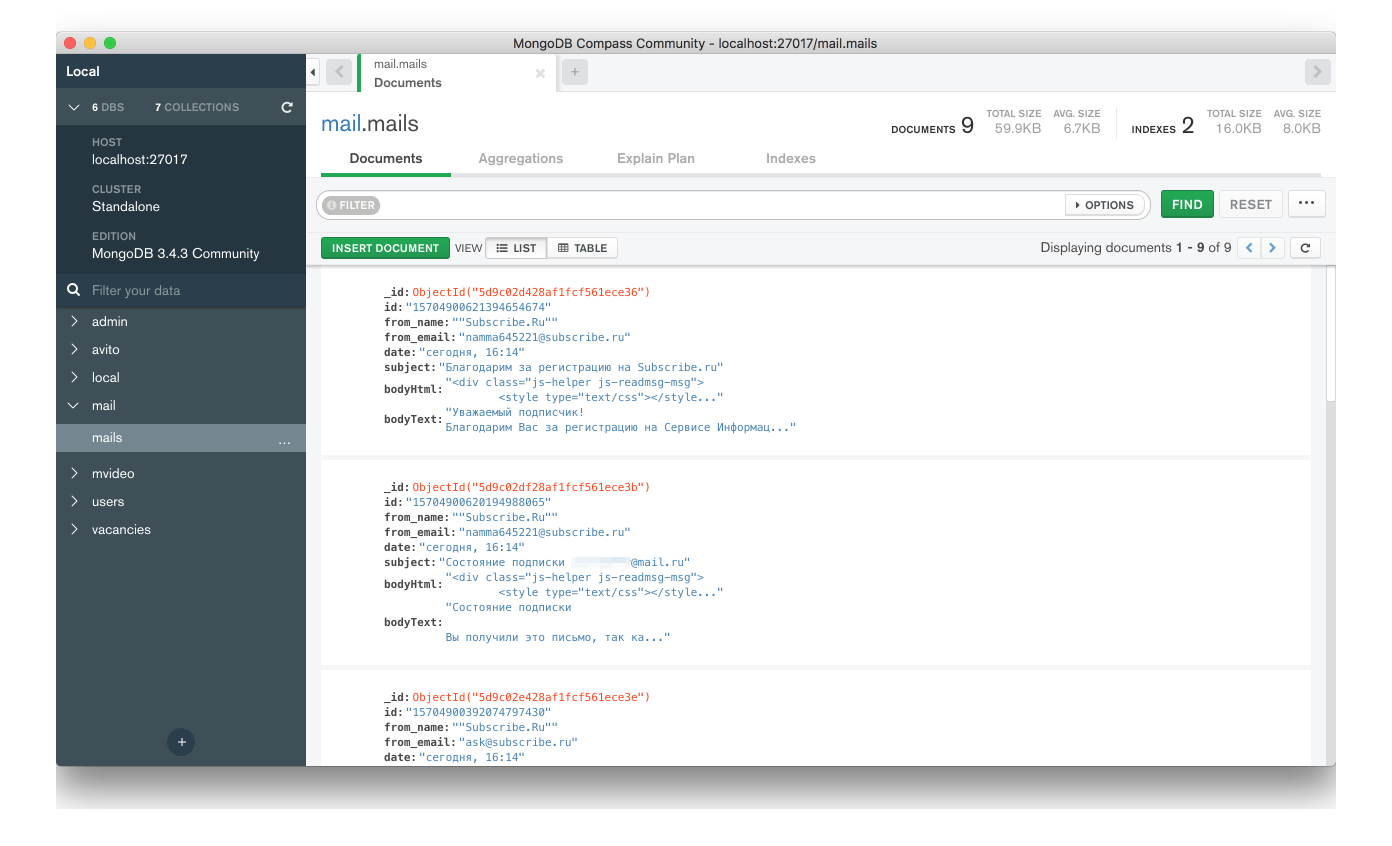 MongoDB Compass Community - localhost:27017/mail.mails
Local
6 DBS 7 COLLECTIONS
HOST
localhost:27017
CLUSTER
Standalone
EDITION
MongoDB 3.4.3 Community
Filter your data
admin
avito
local
mail
mails ...
mvideo
users
vacancies
+
mail.mails
Documents
+
mail.mails
DOCUMENTS 9 TOTAL SIZE 59.9KB AVG. SIZE 6.7KB INDEXES 2 TOTAL SIZE 16.0KB AVG. SIZE 8.0KB
Documents Aggregations Explain Plan Indexes
FILTER OPTIONS FIND RESET ...
INSERT DOCUMENT VIEW LIST TABLE Displaying documents 1 - 9 of 9
_id: ObjectId("5d9c02d428af1fcf561ece36")
id: "15704900621394654674"
from_name: ""Subscribe.Ru""
from_email: "namma645221@subscribe.ru"
date: "сегодня, 16:14"
subject: "Благодарим за регистрацию на Subscribe.ru"
bodyHtml: "<div class="js-helper js-readmsg-msg">
<style type="text/css"></style..."
bodyText: "Уважаемый подписчик!
Благодарим Вас за регистрацию на Сервисе Информац..."
_id: ObjectId("5d9c02df28af1fcf561ece3b")
id: "15704900620194988065"
from_name: ""Subscribe.Ru""
from_email: "namma645221@subscribe.ru"
date: "сегодня, 16:14"
subject: "Состояние подписки @mail.ru"
bodyHtml: "<div class="js-helper js-readmsg-msg">
<style type="text/css"></style..."
"Состояние подписки
bodyText:
Вы получили это письмо, так ка..."
_id: ObjectId("5d9c02e428af1fcf561ece3e")
id: "15704900392074797430"
from_name: ""Subscribe.Ru""
from_email: "ask@subscribe.ru"
date: "сегодня, 16:14"